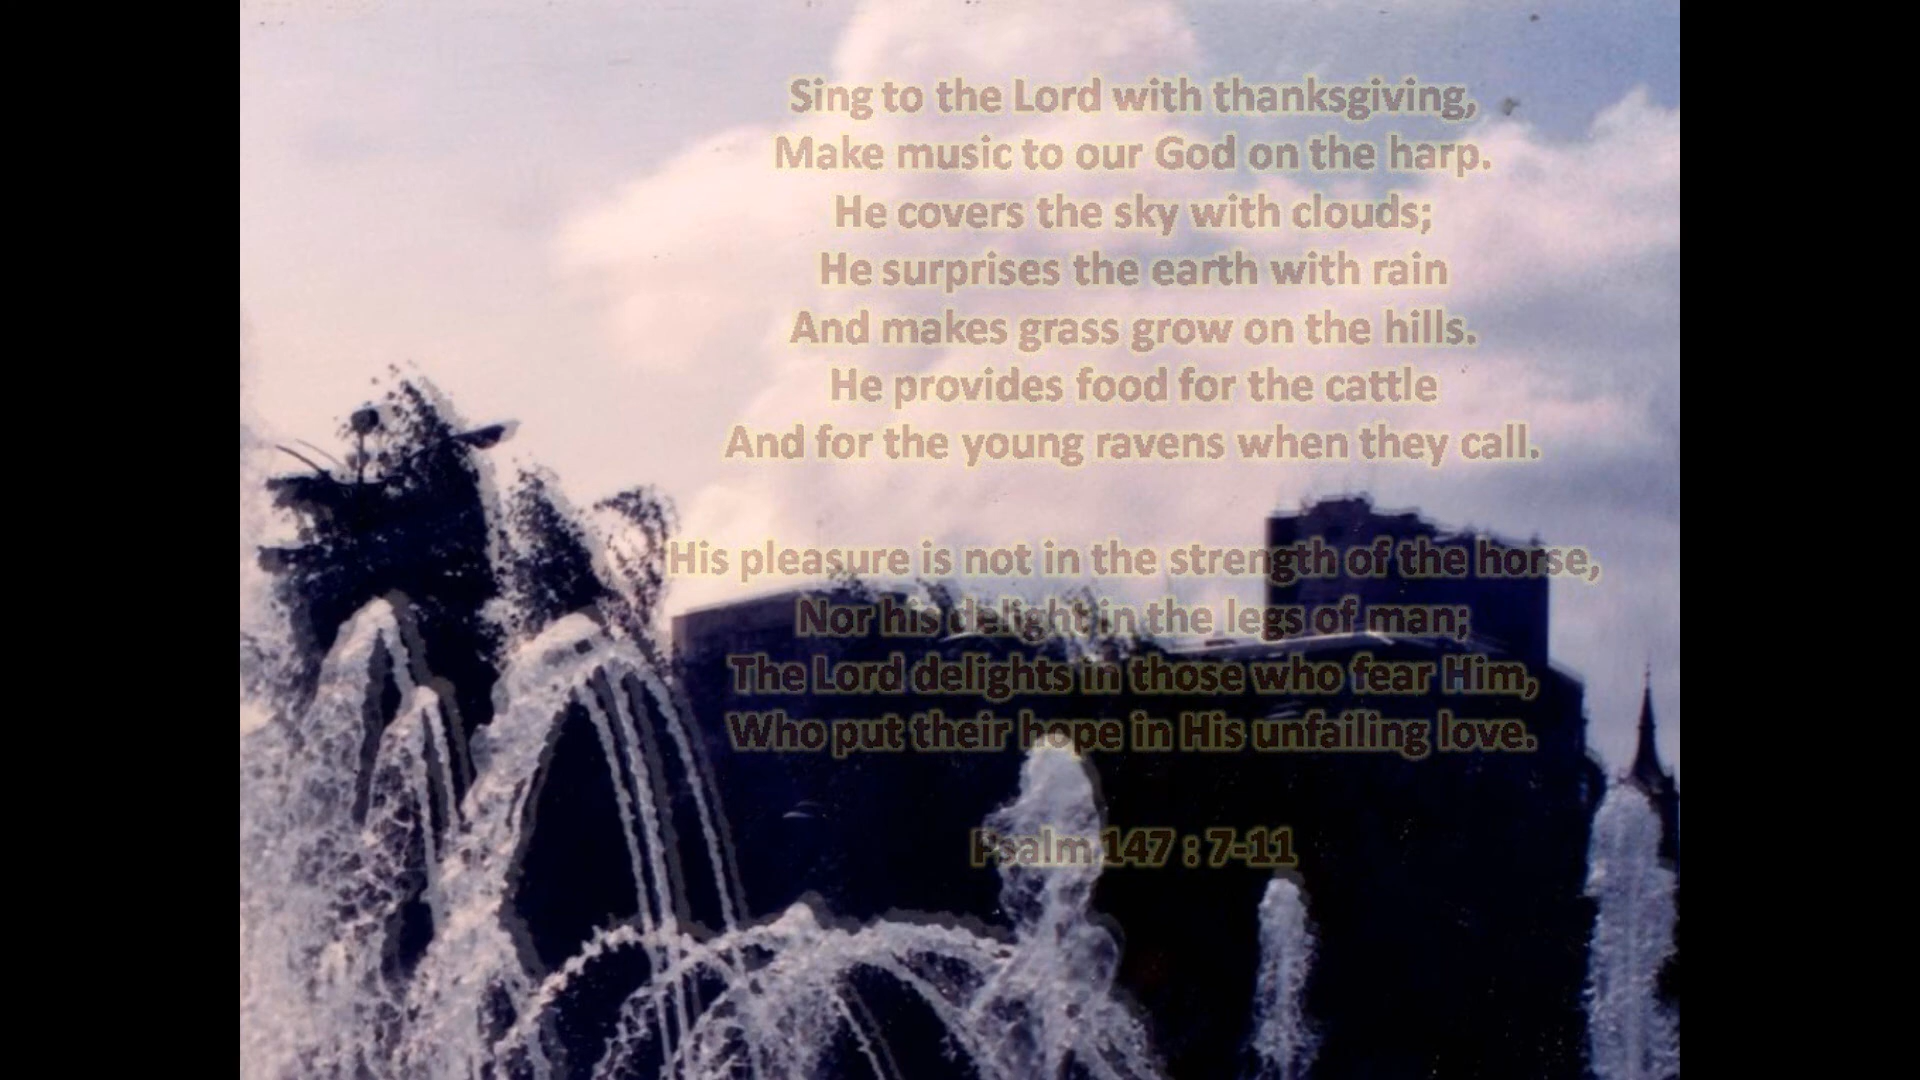 Sing to the Lord with thanksgiving,
Make music to our God on the harp.
He covers the sky with clouds;
He surprises the earth with rain
And makes grass grow on the hills.
He provides food for the cattle
And for the young ravens when they call.
His pleasure is not in the strength of the horse,
Nor his delight in the legs of man;
The Lord delights in those who fear Him,
Who put their hope in His unfailing love.
Psalm 147 : 7-11